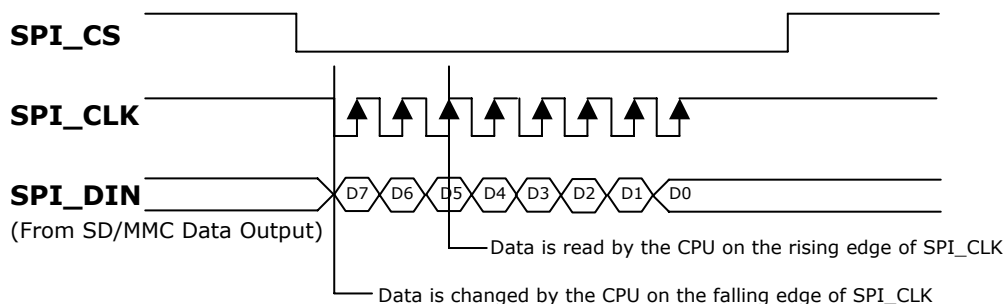 SPI_CS
SPI_CLK
SPI_DIN
D7 D6 D5 D4 D3 D2 D1 D0
(From SD/MMC Data Output)
Data is read by the CPU on the rising edge of SPI_CLK
Data is changed by the CPU on the falling edge of SPI_CLK